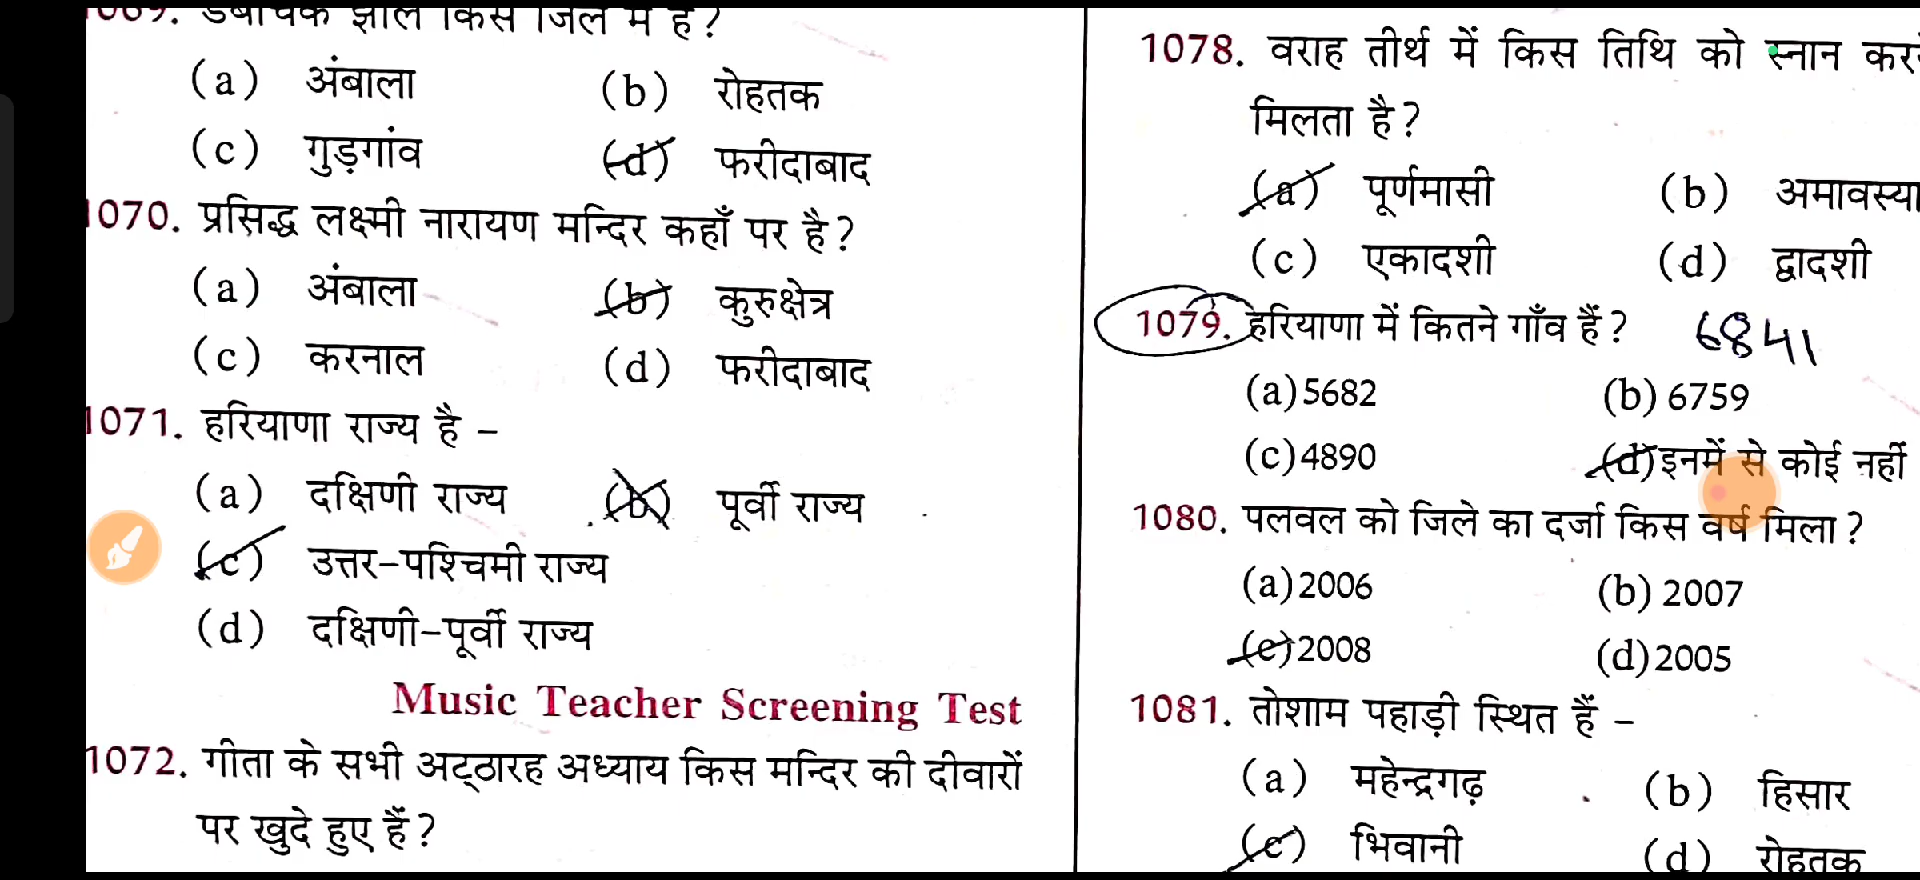 1069. डबचिक झील किस जिले में है?
(a) अंबाला (b) रोहतक
(c) गुड़गांव (d) फरीदाबाद
1070. प्रसिद्ध लक्ष्मी नारायण मन्दिर कहाँ पर है?
(a) अंबाला (b) कुरुक्षेत्र
(c) करनाल (d) फरीदाबाद
1071. हरियाणा राज्य है –
(a) दक्षिणी राज्य (b) पूर्वी राज्य
(c) उत्तर-पश्चिमी राज्य
(d) दक्षिणी-पूर्वी राज्य
Music Teacher Screening Test
1072. गीता के सभी अट्ठारह अध्याय किस मन्दिर की दीवारों
पर खुदे हुए हैं?
1078. वराह तीर्थ में किस तिथि को स्नान
मिलता है?
(a) पूर्णमासी (b) अमावस्या
(c) एकादशी (d) द्वादशी
1079. हरियाणा में कितने गाँव हैं? 6841
(a) 5682 (b) 6759
(c) 4890 (d) इनमें से कोई नहीं
1080. पलवल को जिले का दर्जा किस वर्ष मिला?
(a) 2006 (b) 2007
(c) 2008 (d) 2005
1081. तोशाम पहाड़ी स्थित हैं –
(a) महेन्द्रगढ़ (b) हिसार
(c) भिवानी (d) रोहतक